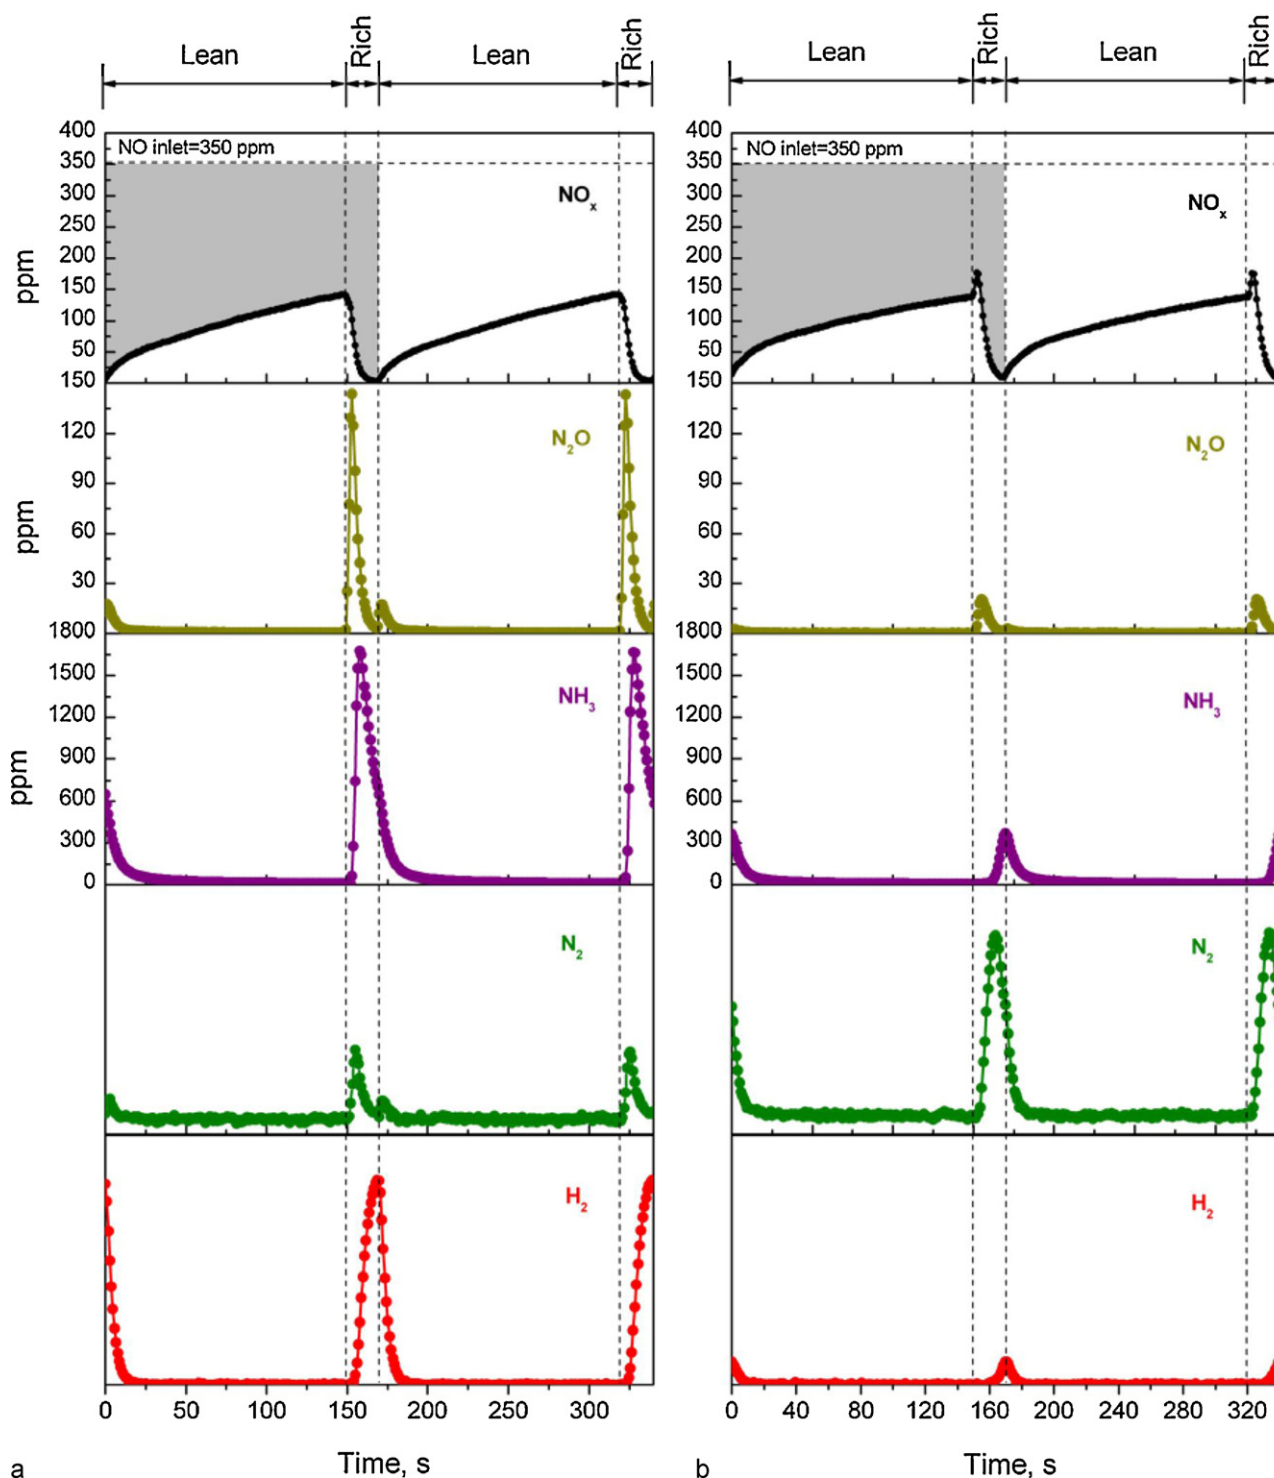 Lean Rich Lean Rich Lean Rich Lean Rich
400 NO inlet=350 ppm 400 NO inlet=350 ppm
350 350
300 NOx 300 NOx
250 250
200 200
ppm 150 150
100 100
50 50
150 150
120 N2O 120 N2O
90 90
ppm 60 60
30 30
1800 1800
1500 NH3 1500 NH3
1200 1200
ppm 900 900
600 600
300 300
0 0
N2 N2
H2 H2
0 50 100 150 200 250 300 0 40 80 120 160 200 240 280 320
a Time, s b Time, s